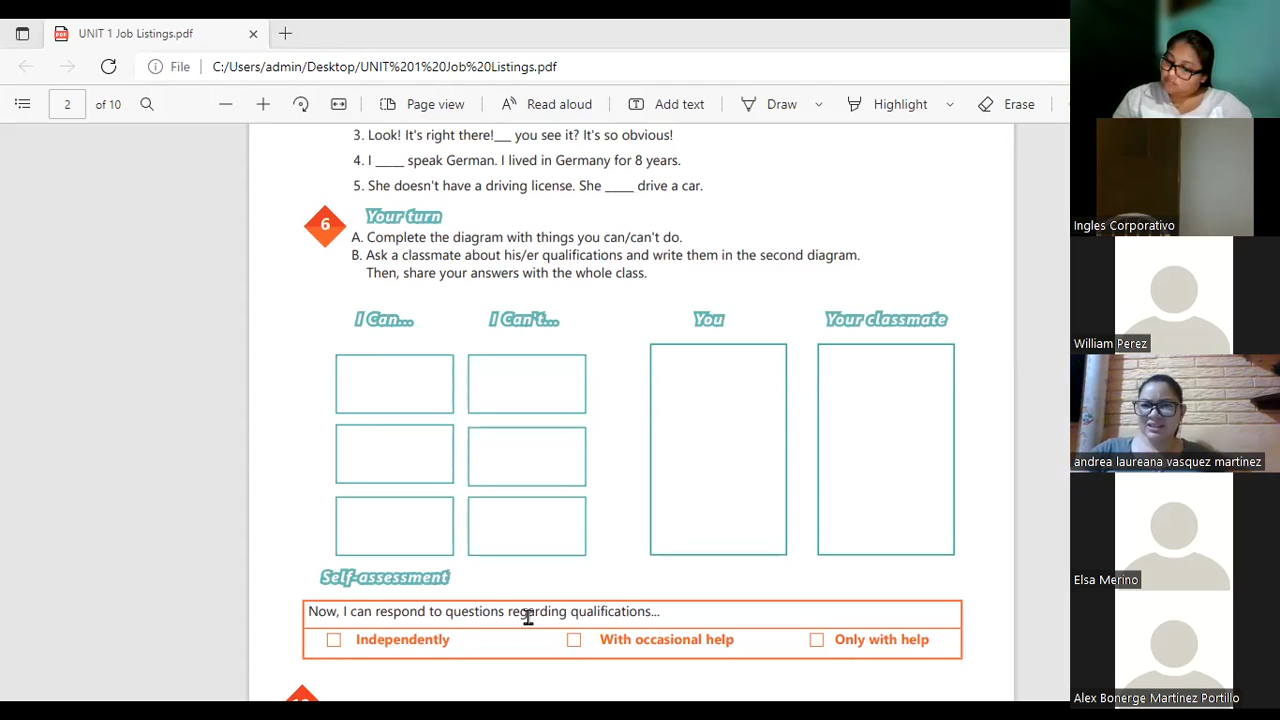 UNIT 1 Job Listings.pdf
File C:/Users/admin/Desktop/UNIT%201%20Job%20Listings.pdf
2 of 10 Page view Read aloud Add text Draw Highlight Erase
3. Look! It's right there!__ you see it? It's so obvious!
4. I ____ speak German. I lived in Germany for 8 years.
5. She doesn't have a driving license. She ____ drive a car.
6 Your turn
A. Complete the diagram with things you can/can't do.
B. Ask a classmate about his/er qualifications and write them in the second diagram.
Then, share your answers with the whole class.
I Can... I Can't... You Your classmate
Self-assessment
Now, I can respond to questions regarding qualifications...
Independently With occasional help Only with help
Ingles Corporativo
William Perez
andrea laureana vasquez martinez
Elsa Merino
Alex Bonerge Martinez Portillo